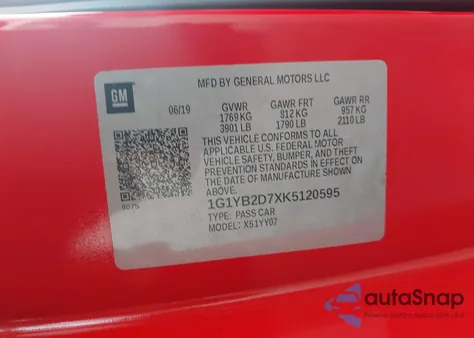 GM
MFD BY GENERAL MOTORS LLC
06/19 GVWR GAWR FRT GAWR RR
1769 KG 812 KG 957 KG
3901 LB 1790 LB 2110 LB
THIS VEHICLE CONFORMS TO ALL
APPLICABLE U.S. FEDERAL MOTOR
VEHICLE SAFETY, BUMPER, AND THEFT
PREVENTION STANDARDS IN EFFECT ON
THE DATE OF MANUFACTURE SHOWN
ABOVE.
1G1YB2D7XK5120595
TYPE: PASS CAR
MODEL: X51YY07
autoSnap